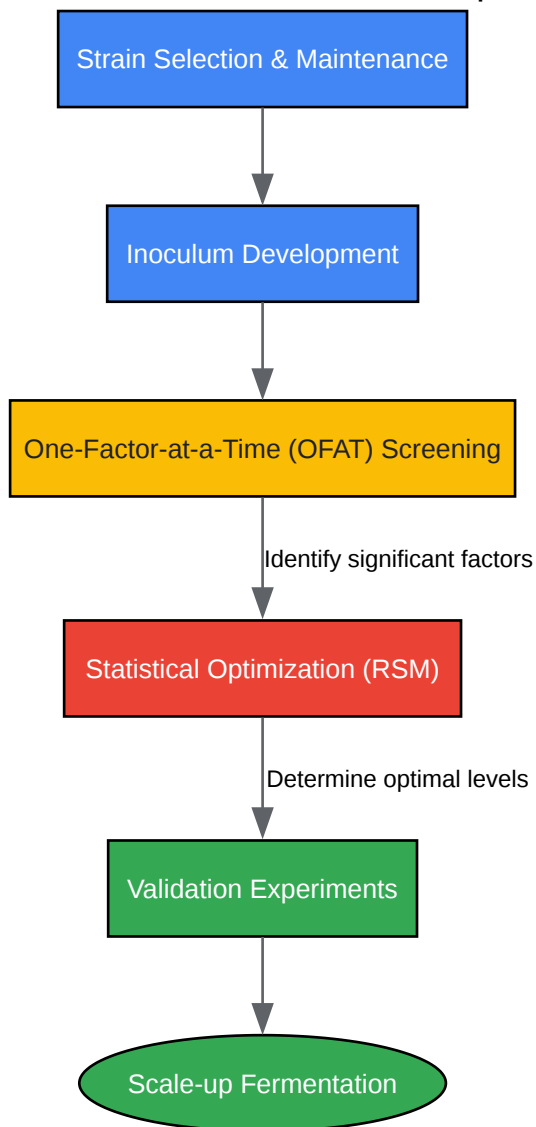 Strain Selection & Maintenance
Inoculum Development
One-Factor-at-a-Time (OFAT) Screening
Identify significant factors
Statistical Optimization (RSM)
Determine optimal levels
Validation Experiments
Scale-up Fermentation